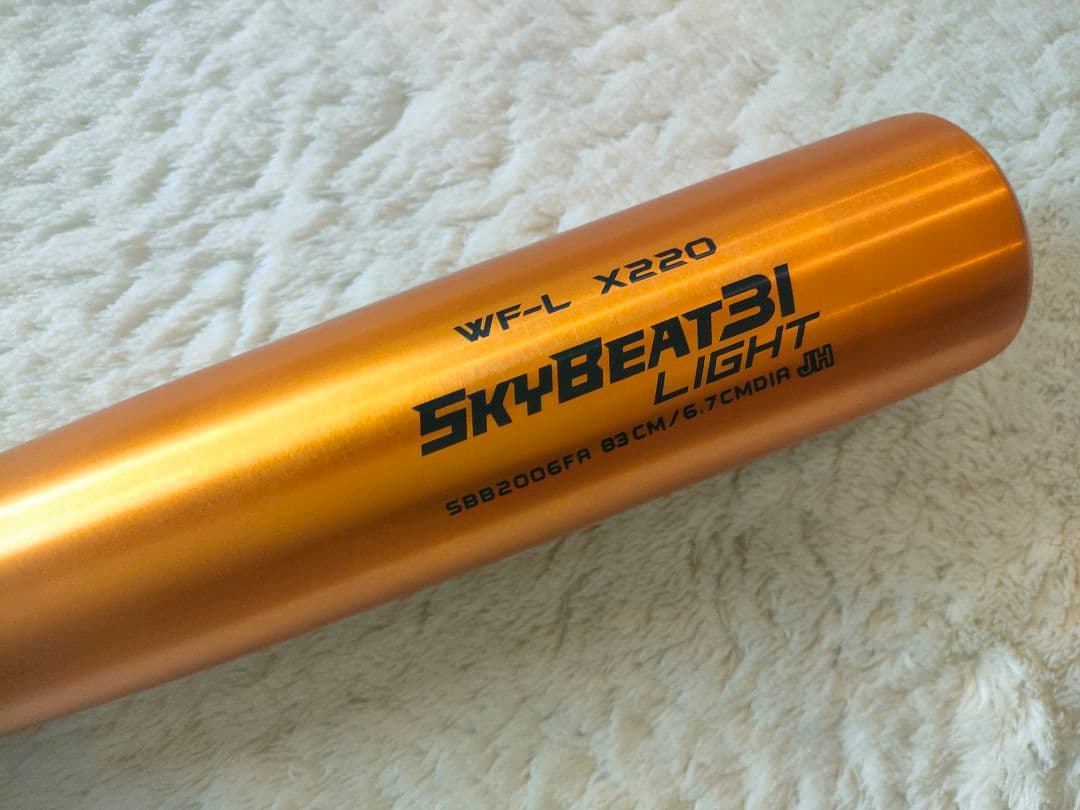 WF-L X220
SKYBEAT31
LIGHT
SBB2006FA 83CM/6.7CMDIA JH